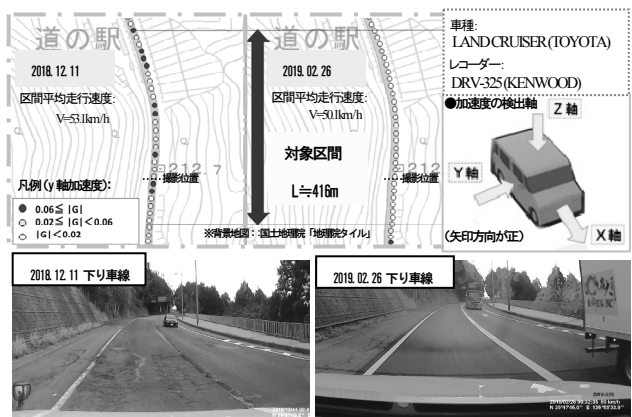 道の駅
2018. 12. 11
区間平均走行速度:
V=53.1km/h
凡例(y 軸加速度):
0.06≦ |G|
0.02≦ |G|<0.06
|G|<0.02
撮影位置
対象区間
L≒416m
※背景地図:国土地理院「地理院タイル」
道の駅
2019. 02. 26
区間平均走行速度:
V=50.1km/h
212.7
撮影位置
車種:
LAND CRUISER (TOYOTA)
レコーダー:
DRV-325 (KENWOOD)
●加速度の検出軸
Z 軸
Y 軸
X 軸
(矢印方向が正)
2018. 12. 11 下り車線
2019. 02. 26 下り車線
DRV-325